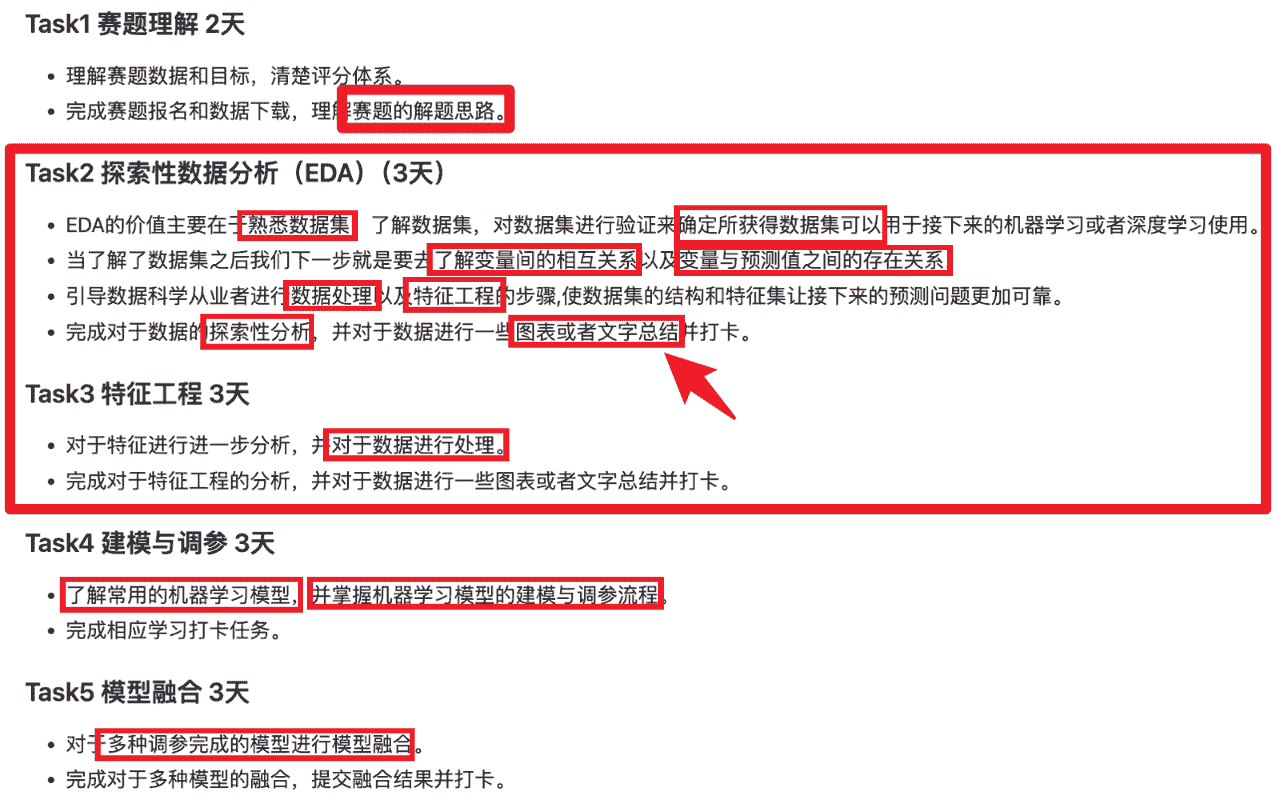 Task1 赛题理解 2天
• 理解赛题数据和目标，清楚评分体系。
• 完成赛题报名和数据下载，理解赛题的解题思路。
Task2 探索性数据分析（EDA）（3天）
• EDA的价值主要在于熟悉数据集，了解数据集，对数据集进行验证来确定所获得数据集可以用于接下来的机器学习或者深度学习使用。
• 当了解了数据集之后我们下一步就是要去了解变量间的相互关系以及变量与预测值之间的存在关系。
• 引导数据科学从业者进行数据处理以及特征工程的步骤,使数据集的结构和特征集让接下来的预测问题更加可靠。
• 完成对于数据的探索性分析，并对于数据进行一些图表或者文字总结并打卡。
Task3 特征工程 3天
• 对于特征进行进一步分析，并对于数据进行处理。
• 完成对于特征工程的分析，并对于数据进行一些图表或者文字总结并打卡。
Task4 建模与调参 3天
• 了解常用的机器学习模型，并掌握机器学习模型的建模与调参流程。
• 完成相应学习打卡任务。
Task5 模型融合 3天
• 对于多种调参完成的模型进行模型融合。
• 完成对于多种模型的融合，提交融合结果并打卡。